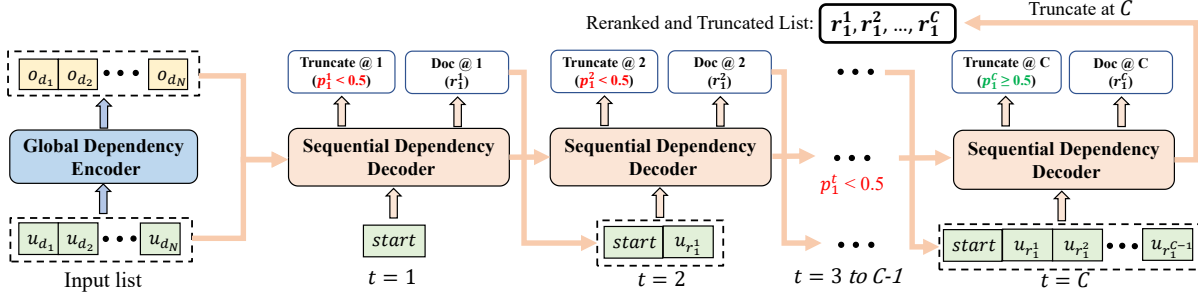 Reranked and Truncated List: r_1^1, r_1^2, ..., r_1^C
Truncate at C
o_{d_1} o_{d_2} ••• o_{d_N}
Truncate @ 1
(p_1^1 < 0.5)
Doc @ 1
(r_1^1)
Truncate @ 2
(p_1^2 < 0.5)
Doc @ 2
(r_1^2)
•••
Truncate @ C
(p_1^C ≥ 0.5)
Doc @ C
(r_1^C)
Global Dependency
Encoder
Sequential Dependency
Decoder
Sequential Dependency
Decoder
•••
p_1^t < 0.5
Sequential Dependency
Decoder
u_{d_1} u_{d_2} ••• u_{d_N}
start
start u_{r_1^1}
•••
start u_{r_1^1} u_{r_1^2} ••• u_{r_1^{C-1}}
Input list
t = 1
t = 2
t = 3 to C-1
t = C